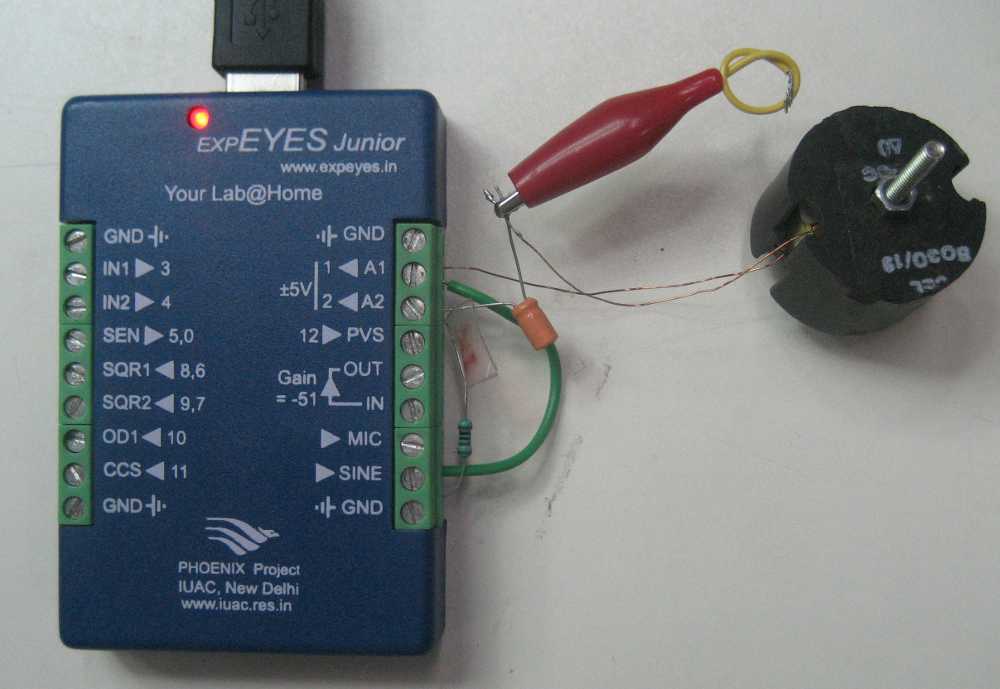 EXPEYES Junior
www.expeyes.in
Your Lab@Home
GND
IN1 3
IN2 4
SEN 5,0
SQR1 8,6
SQR2 9,7
OD1 10
CCS 11
GND
GND
±5V
1 A1
2 A2
12 PVS
OUT
Gain
= -51
IN
MIC
SINE
GND
PHOENIX Project
IUAC, New Delhi
www.iuac.res.in
CEL